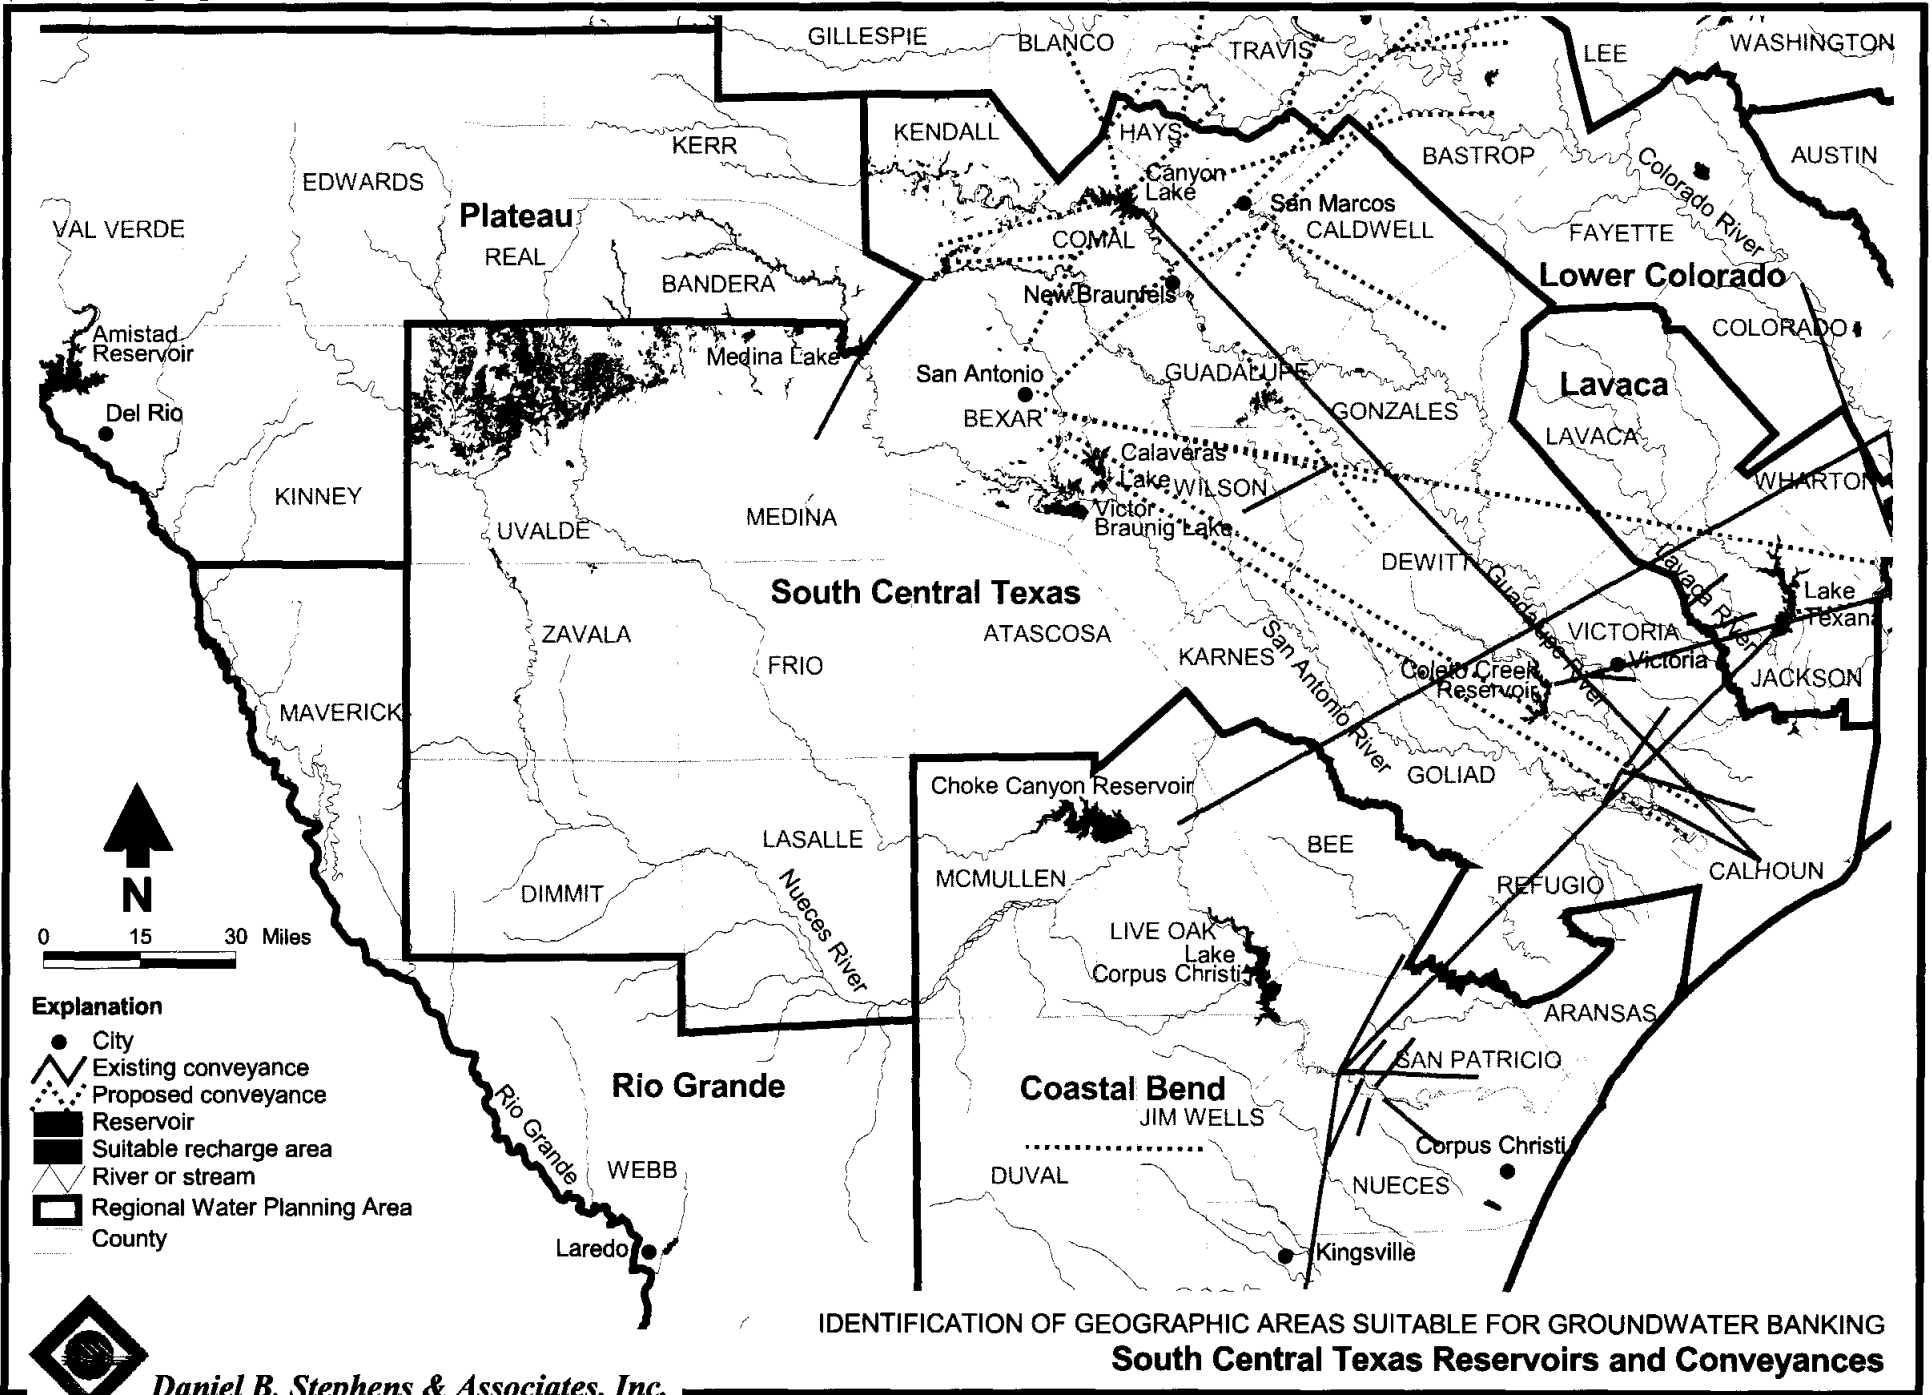 GILLESPIE
BLANCO
TRAVIS
LEE
WASHINGTON
KENDALL
HAYS
KERR
BASTROP
AUSTIN
EDWARDS
Canyon
Lake
Colorado River
San Marcos
VAL VERDE
Plateau
CALDWELL
FAYETTE
REAL
COMAL
BANDERA
Lower Colorado
New Braunfels
Amistad
Reservoir
COLORADO
Medina Lake
San Antonio
GUADALUPE
Lavaca
Del Rio
BEXAR
GONZALES
LAVACA
Calaveras
Lake
WILSON
WHARTON
KINNEY
Victor
Braunig Lake
UVALDE
MEDINA
DEWITT
Lavaca River
South Central Texas
Guadalupe River
Lake
Texana
ZAVALA
ATASCOSA
VICTORIA
San Antonio River
FRIO
KARNES
Coleto Creek
Reservoir
Victoria
JACKSON
MAVERICK
GOLIAD
Choke Canyon Reservoir
LASALLE
BEE
CALHOUN
DIMMIT
Nueces River
MCMULLEN
REFUGIO
N
LIVE OAK
Lake
Corpus Christi
0 15 30 Miles
ARANSAS
Explanation
City
Existing conveyance
Proposed conveyance
Reservoir
Suitable recharge area
River or stream
Regional Water Planning Area
County
Rio Grande
Rio Grande
Coastal Bend
SAN PATRICIO
JIM WELLS
Corpus Christi
WEBB
DUVAL
NUECES
Laredo
Kingsville
IDENTIFICATION OF GEOGRAPHIC AREAS SUITABLE FOR GROUNDWATER BANKING
South Central Texas Reservoirs and Conveyances
Daniel B. Stephens & Associates, Inc.